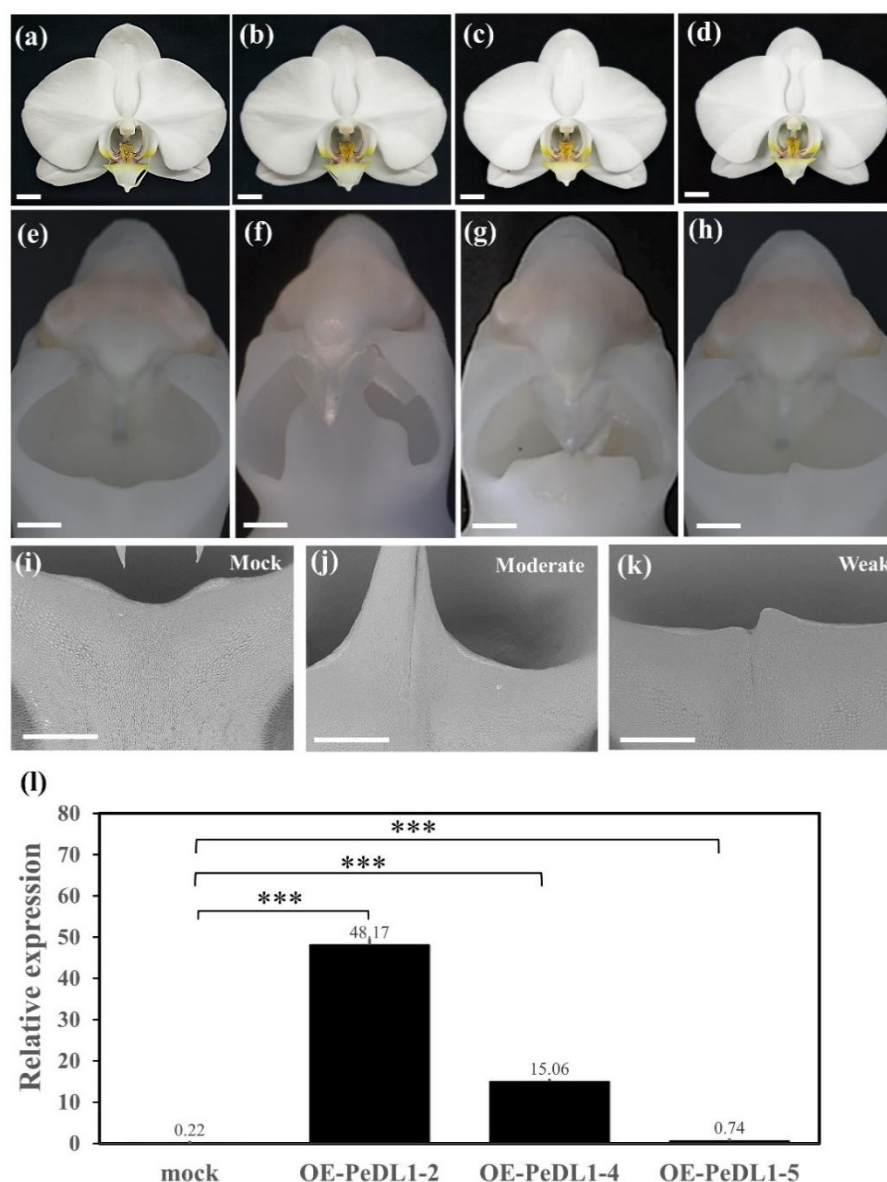 (a) (b) (c) (d)
(e) (f) (g) (h)
(i) Mock (j) Moderate (k) Weak
(l)
80
70
60
50
40
30
20
10
0
Relative expression
***
***
***
48.17
15.06
0.22
0.74
mock OE-PeDL1-2 OE-PeDL1-4 OE-PeDL1-5